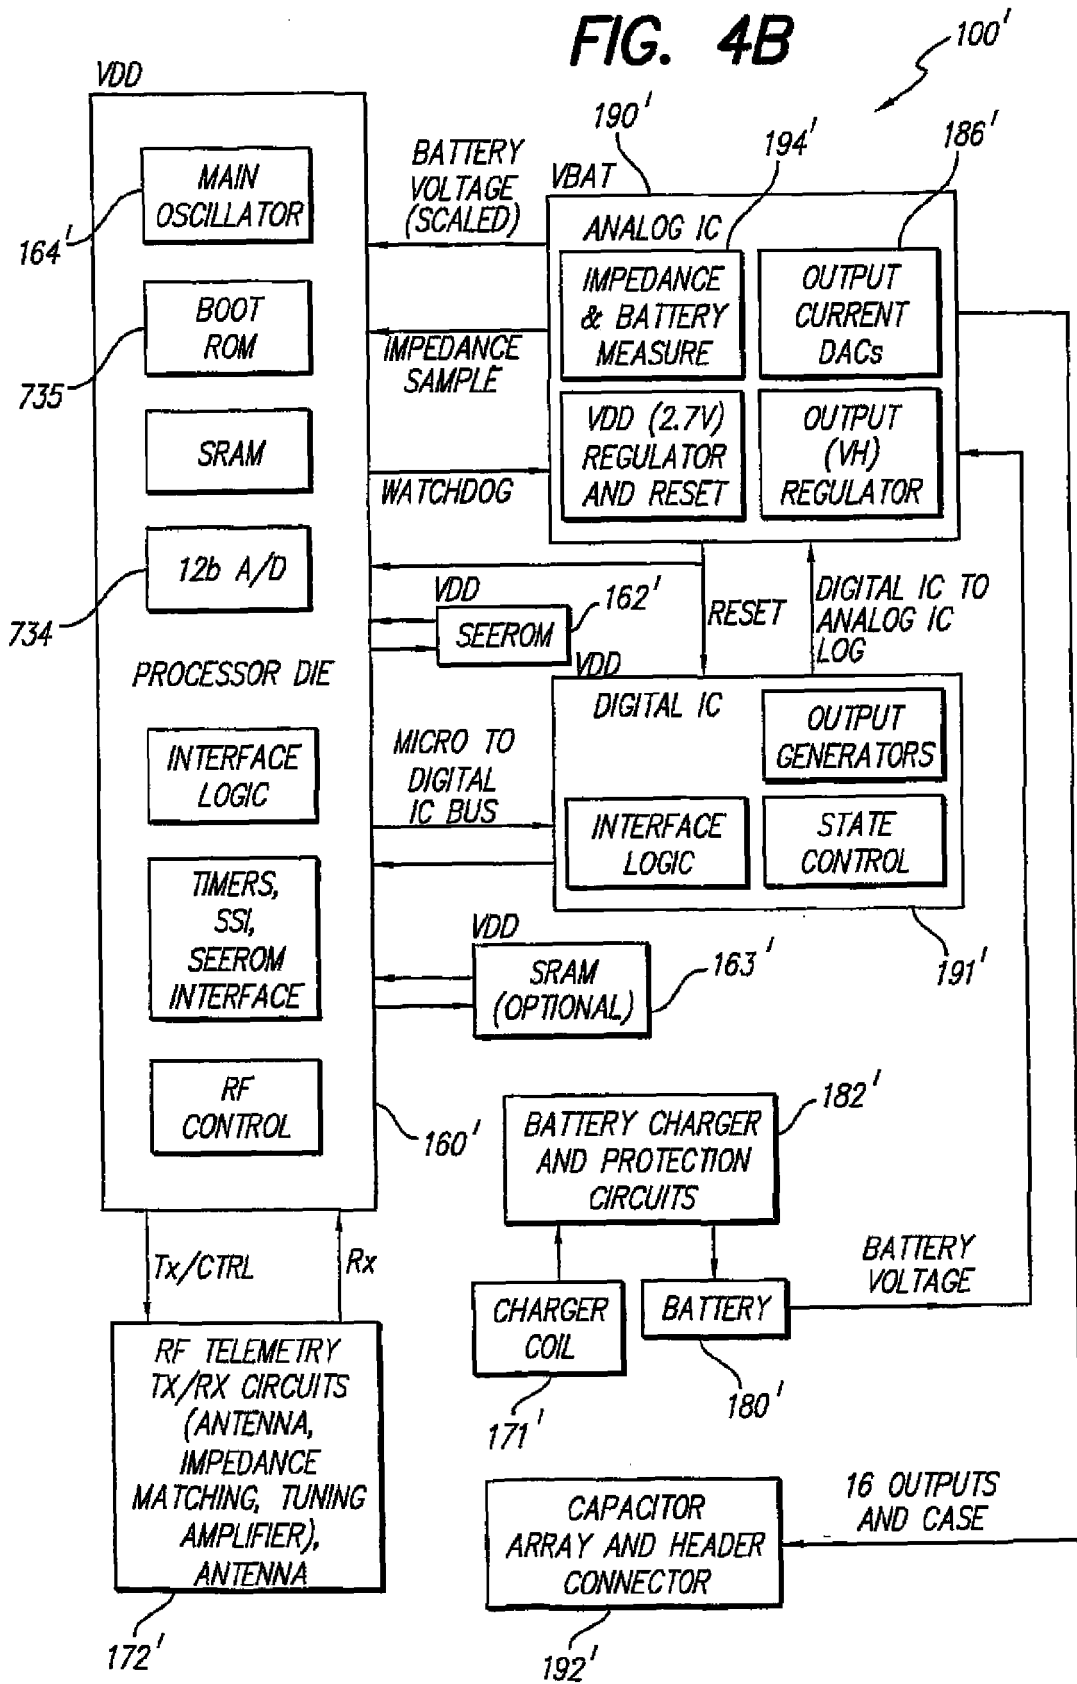 FIG. 4B
100'
VDD
MAIN
OSCILLATOR
164'
BOOT
ROM
735
SRAM
12b A/D
734
PROCESSOR DIE
INTERFACE
LOGIC
TIMERS,
SSI,
SEEROM
INTERFACE
RF
CONTROL
160'
BATTERY
VOLTAGE
(SCALED)
IMPEDANCE
SAMPLE
WATCHDOG
190'
VBAT
194'
186'
ANALOG IC
IMPEDANCE
& BATTERY
MEASURE
OUTPUT
CURRENT
DACs
VDD (2.7V)
REGULATOR
AND RESET
OUTPUT
(VH)
REGULATOR
VDD
SEEROM
162'
RESET
DIGITAL IC TO
ANALOG IC
LOG
VDD
DIGITAL IC
OUTPUT
GENERATORS
INTERFACE
LOGIC
STATE
CONTROL
191'
MICRO TO
DIGITAL
IC BUS
VDD
SRAM
(OPTIONAL)
163'
182'
BATTERY CHARGER
AND PROTECTION
CIRCUITS
CHARGER
COIL
171'
BATTERY
180'
BATTERY
VOLTAGE
Tx/CTRL
Rx
RF TELEMETRY
TX/RX CIRCUITS
(ANTENNA,
IMPEDANCE
MATCHING, TUNING
AMPLIFIER),
ANTENNA
172'
CAPACITOR
ARRAY AND HEADER
CONNECTOR
192'
16 OUTPUTS
AND CASE